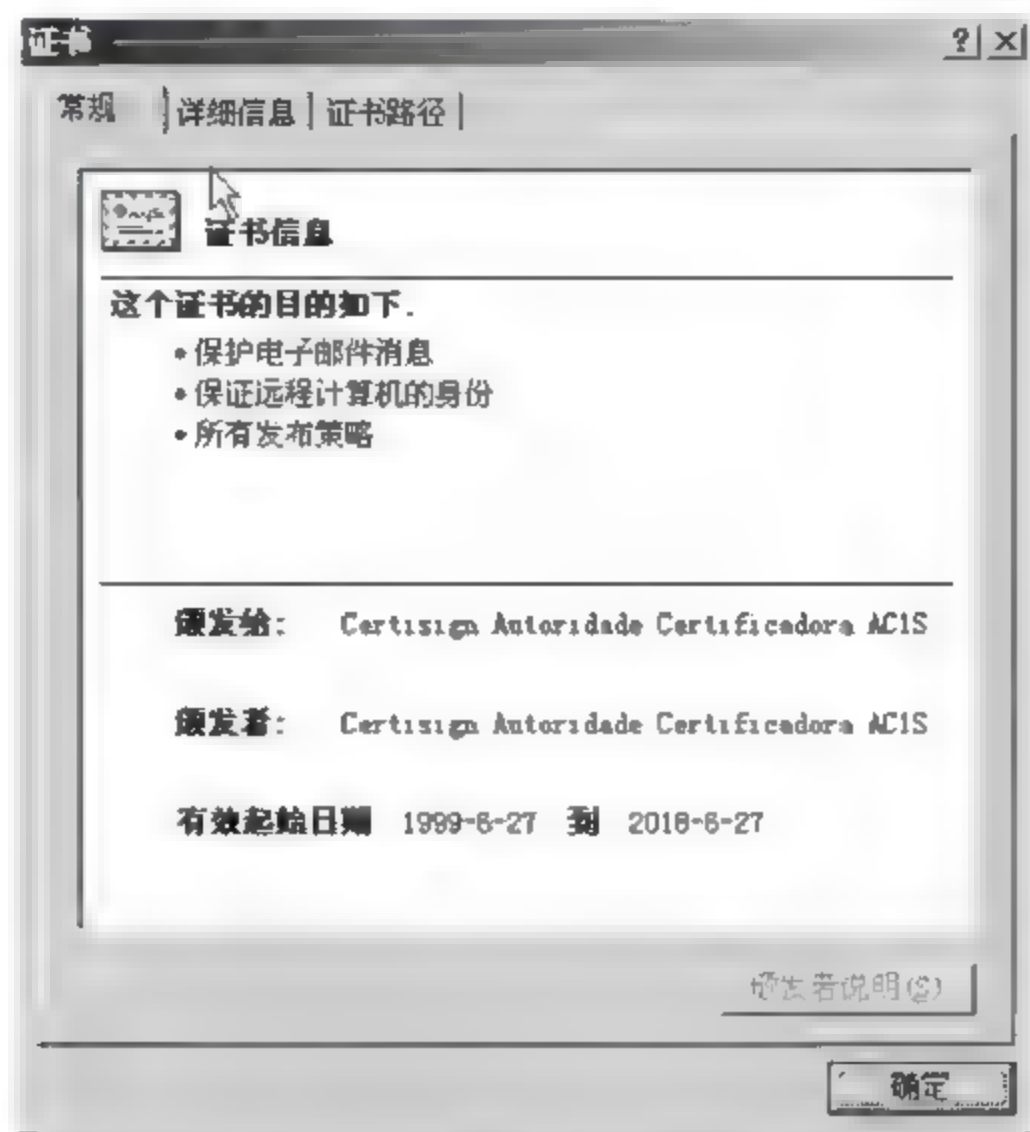 证书
常规 详细信息 证书路径
证书信息
这个证书的目的如下.
•保护电子邮件消息
•保证远程计算机的身份
•所有发布策略
颁发给: Certisign Autoridade Certificadora AC1S
颁发者: Certisign Autoridade Certificadora AC1S
有效起始日期 1999-6-27 到 2018-6-27
颁发者说明(S)
确定